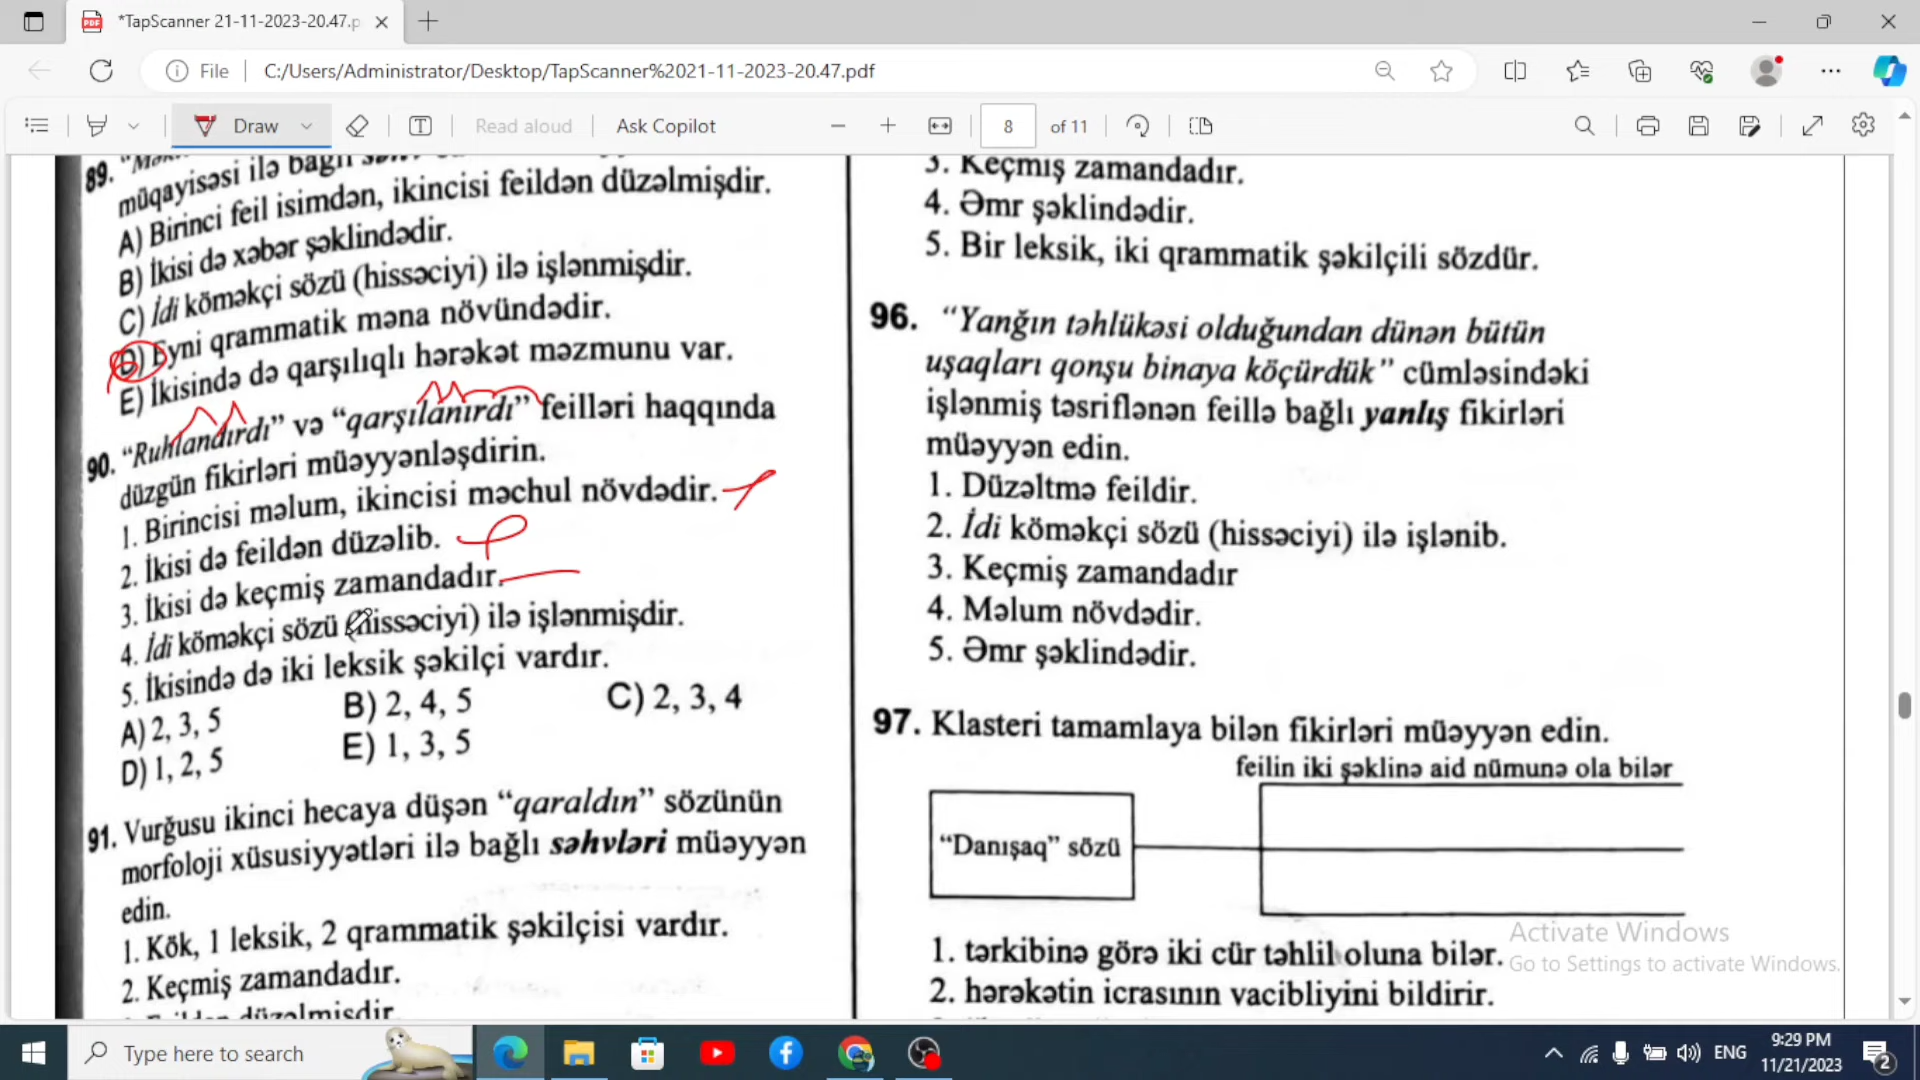 *TapScanner 21-11-2023-20.47.p
File
C:/Users/Administrator/Desktop/TapScanner%2021-11-2023-20.47.pdf
Draw
Read aloud
Ask Copilot
8
of 11
89.
müqayisəsi ilə bağlı
A) Birinci feil isimdən, ikincisi feildən düzəlmişdir.
B) İkisi də xəbər şəklindədir.
C) İdi köməkçi sözü (hissəciyi) ilə işlənmişdir.
D) Eyni qrammatik məna növündədir.
E) İkisində də qarşılıqlı hərəkət məzmunu var.
90. “Ruhlandırdı” və “qarşılanırdı” feilləri haqqında
düzgün fikirləri müəyyənləşdirin.
1. Birincisi məlum, ikincisi məchul növdədir.
2. İkisi də feildən düzəlib.
3. İkisi də keçmiş zamandadır.
4. İdi köməkçi sözü (hissəciyi) ilə işlənmişdir.
5. İkisində də iki leksik şəkilçi vardır.
A) 2, 3, 5
B) 2, 4, 5
C) 2, 3, 4
D) 1, 2, 5
E) 1, 3, 5
91. Vurğusu ikinci hecaya düşən “qaraldın” sözünün
morfoloji xüsusiyyətləri ilə bağlı səhvləri müəyyən
edin.
1. Kök, 1 leksik, 2 qrammatik şəkilçisi vardır.
2. Keçmiş zamandadır.
düzəlmişdir.
3. Keçmiş zamandadır.
4. Əmr şəklindədir.
5. Bir leksik, iki qrammatik şəkilçili sözdür.
96. “Yanğın təhlükəsi olduğundan dünən bütün
uşaqları qonşu binaya köçürdük” cümləsindəki
işlənmiş təsriflənən feillə bağlı yanlış fikirləri
müəyyən edin.
1. Düzəltmə feildir.
2. İdi köməkçi sözü (hissəciyi) ilə işlənib.
3. Keçmiş zamandadır
4. Məlum növdədir.
5. Əmr şəklindədir.
97. Klasteri tamamlaya bilən fikirləri müəyyən edin.
feilin iki şəklinə aid nümunə ola bilər
“Danışaq” sözü
1. tərkibinə görə iki cür təhlil oluna bilər.
2. hərəkətin icrasının vacibliyini bildirir.
Activate Windows
Go to Settings to activate Windows.
Type here to search
ENG
9:29 PM
11/21/2023
2